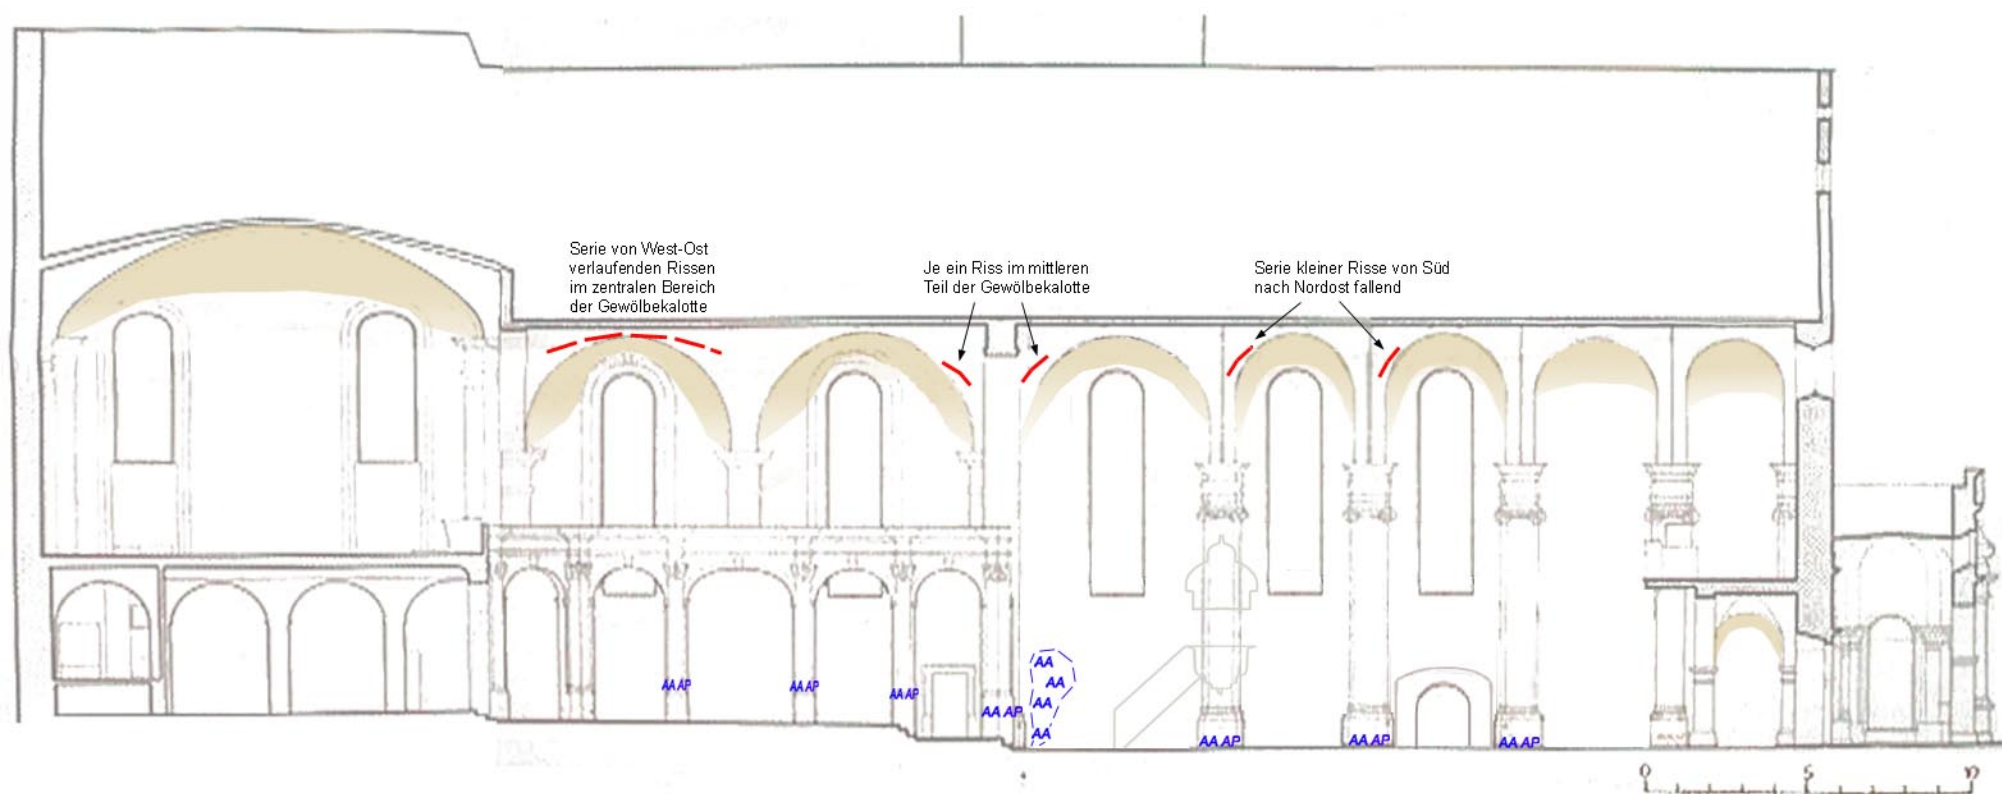 Serie von West-Ost
verlaufenden Rissen
im zentralen Bereich
der Gewölbekalotte
Je ein Riss im mittleren
Teil der Gewölbekalotte
Serie kleiner Risse von Süd
nach Nordost fallend
AA
AA
AA
AA
AA AP
AA AP
AA AP
AA AP
AA AP
AA AP
AA AP
0 5 m